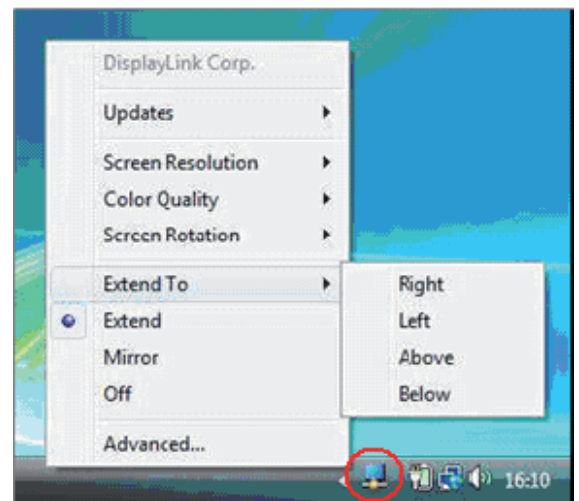 DisplayLink Corp.
Updates
Screen Resolution
Color Quality
Screen Rotation
Extend To
Right
Extend
Left
Mirror
Above
Off
Below
Advanced...
16:10